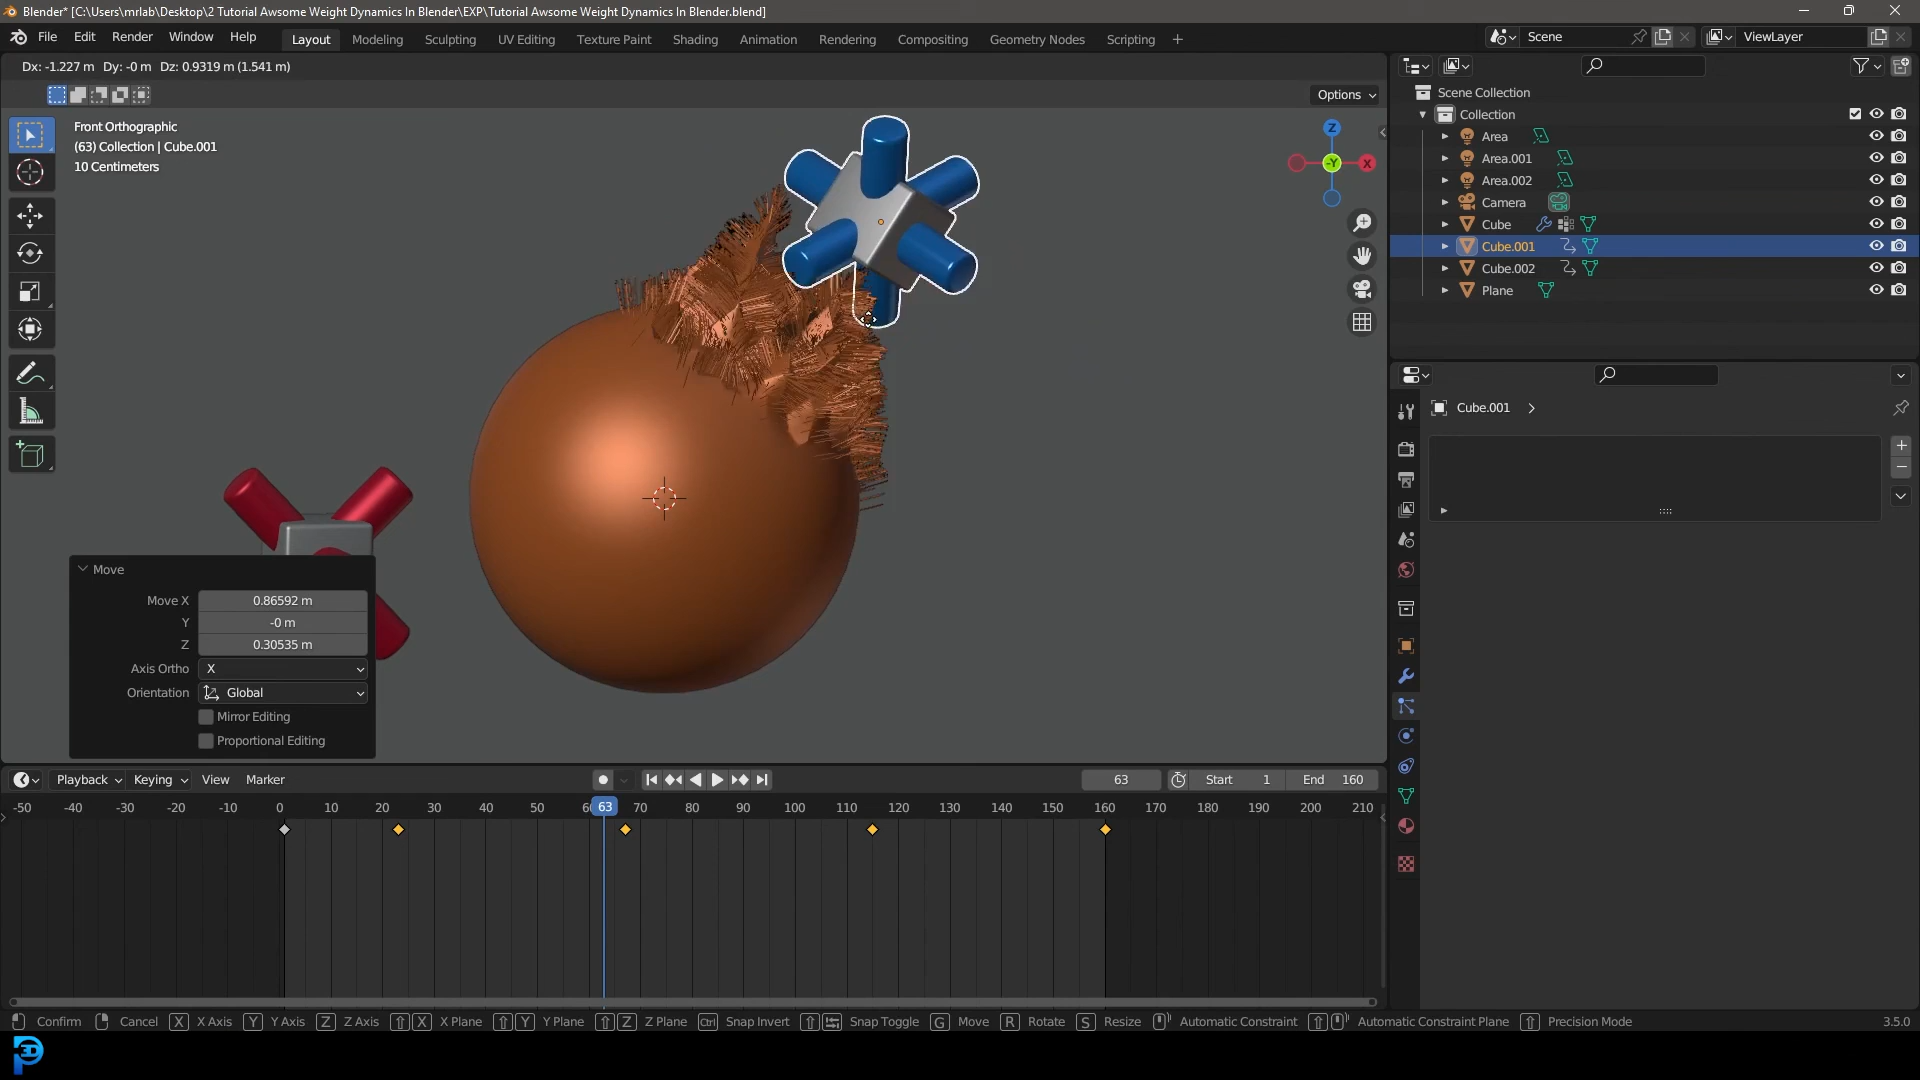 Blender* [C:\Users\mrlab\Desktop\2 Tutorial Awsome Weight Dynamics In Blender\EXP\Tutorial Awsome Weight Dynamics In Blender.blend]
File Edit Render Window Help Layout Modeling Sculpting UV Editing Texture Paint Shading Animation Rendering Compositing Geometry Nodes Scripting + Scene ViewLayer
Dx: -1.227 m Dy: -0 m Dz: 0.9319 m (1.541 m)
Options
Front Orthographic
(63) Collection | Cube.001
10 Centimeters
Z
-Y
X
Scene Collection
Collection
Area
Area.001
Area.002
Camera
Cube
Cube.001
Cube.002
Plane
Cube.001
Move
Move X 0.86592 m
Y -0 m
Z 0.30535 m
Axis Ortho X
Orientation Global
Mirror Editing
Proportional Editing
Playback Keying View Marker 63 Start 1 End 160
-50 -40 -30 -20 -10 0 10 20 30 40 50 6 63 70 80 90 100 110 120 130 140 150 160 170 180 190 200 210
Confirm Cancel X X Axis Y Y Axis Z Z Axis X X Plane Y Y Plane Z Z Plane Ctrl Snap Invert Snap Toggle G Move R Rotate S Resize Automatic Constraint Automatic Constraint Plane Precision Mode 3.5.0
3D